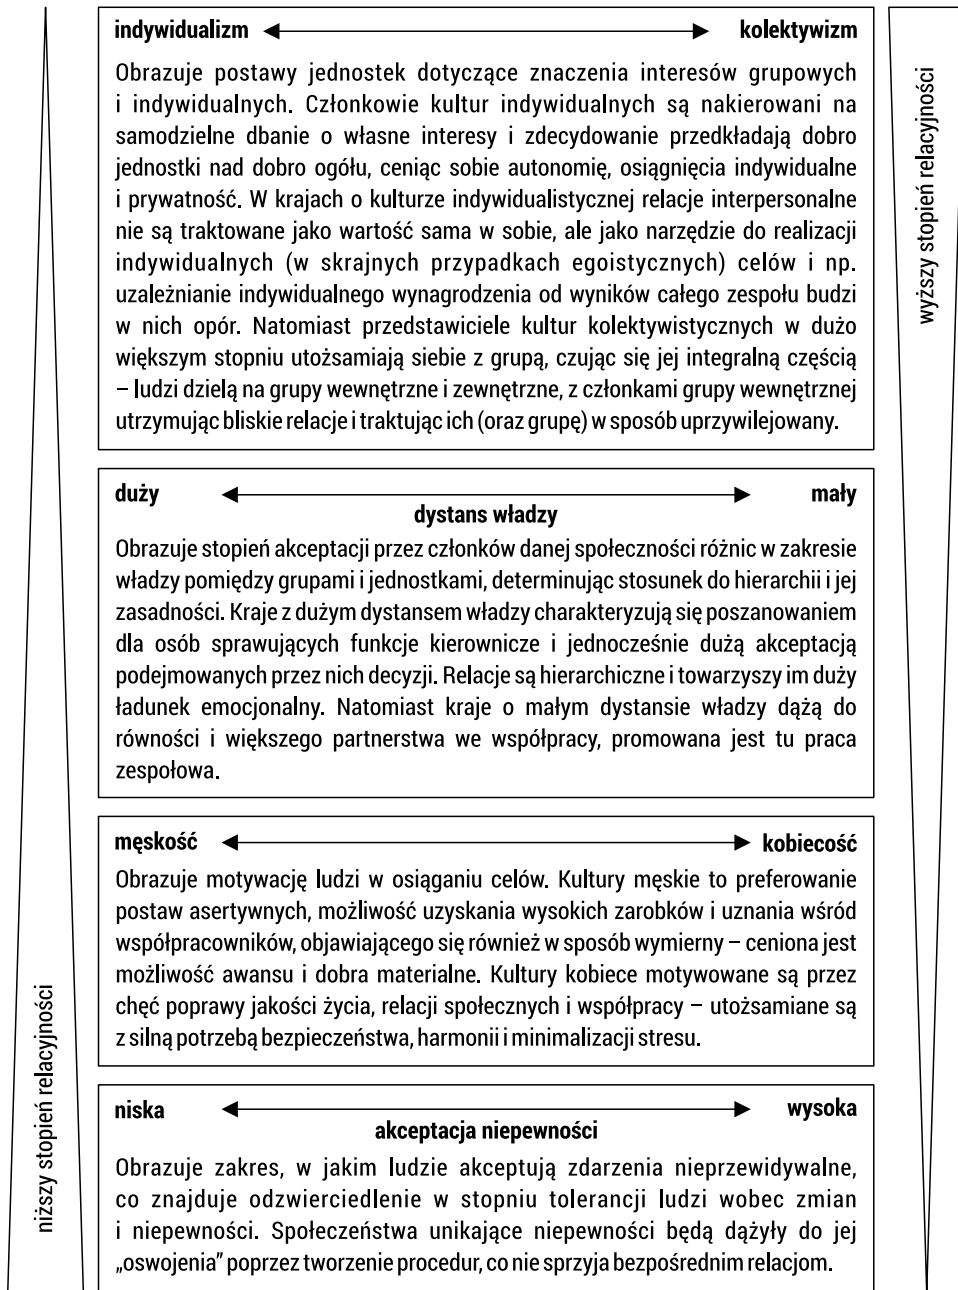 indywidualizm kolektywizm
Obrazuje postawy jednostek dotyczące znaczenia interesów grupowych
i indywidualnych. Członkowie kultur indywidualnych są nakierowani na
samodzielne dbanie o własne interesy i zdecydowanie przedkładają dobro
jednostki nad dobro ogółu, ceniąc sobie autonomię, osiągnięcia indywidualne
i prywatność. W krajach o kulturze indywidualistycznej relacje interpersonalne
nie są traktowane jako wartość sama w sobie, ale jako narzędzie do realizacji
indywidualnych (w skrajnych przypadkach egoistycznych) celów i np.
uzależnianie indywidualnego wynagrodzenia od wyników całego zespołu budzi
w nich opór. Natomiast przedstawiciele kultur kolektywistycznych w dużo
większym stopniu utożsamiają siebie z grupą, czując się jej integralną częścią
– ludzi dzielą na grupy wewnętrzne i zewnętrzne, z członkami grupy wewnętrznej
utrzymując bliskie relacje i traktując ich (oraz grupę) w sposób uprzywilejowany.
duży mały
dystans władzy
Obrazuje stopień akceptacji przez członków danej społeczności różnic w zakresie
władzy pomiędzy grupami i jednostkami, determinując stosunek do hierarchii i jej
zasadności. Kraje z dużym dystansem władzy charakteryzują się poszanowaniem
dla osób sprawujących funkcje kierownicze i jednocześnie dużą akceptacją
podejmowanych przez nich decyzji. Relacje są hierarchiczne i towarzyszy im duży
ładunek emocjonalny. Natomiast kraje o małym dystansie władzy dążą do
równości i większego partnerstwa we współpracy, promowana jest tu praca
zespołowa.
męskość kobiecość
Obrazuje motywację ludzi w osiąganiu celów. Kultury męskie to preferowanie
postaw asertywnych, możliwość uzyskania wysokich zarobków i uznania wśród
współpracowników, objawiającego się również w sposób wymierny – ceniona jest
możliwość awansu i dobra materialne. Kultury kobiece motywowane są przez
chęć poprawy jakości życia, relacji społecznych i współpracy – utożsamiane są
z silną potrzebą bezpieczeństwa, harmonii i minimalizacji stresu.
niska wysoka
akceptacja niepewności
Obrazuje zakres, w jakim ludzie akceptują zdarzenia nieprzewidywalne,
co znajduje odzwierciedlenie w stopniu tolerancji ludzi wobec zmian
i niepewności. Społeczeństwa unikające niepewności będą dążyły do jej
„oswojenia” poprzez tworzenie procedur, co nie sprzyja bezpośrednim relacjom.
niższy stopień relacyjności
wyższy stopień relacyjności